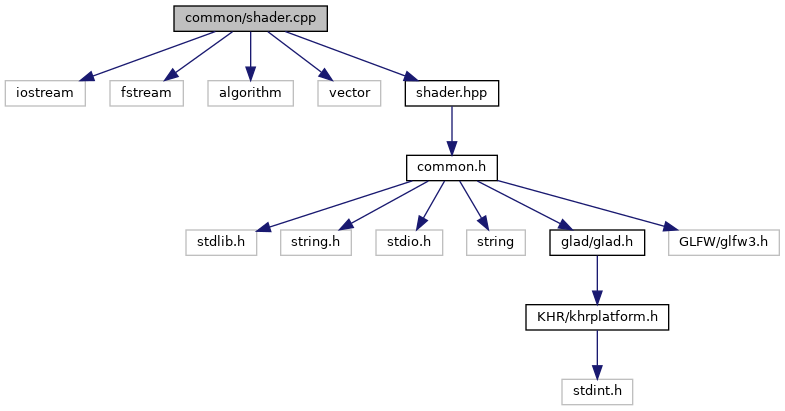 common/shader.cpp
iostream
fstream
algorithm
vector
shader.hpp
common.h
stdlib.h
string.h
stdio.h
string
glad/glad.h
GLFW/glfw3.h
KHR/khrplatform.h
stdint.h